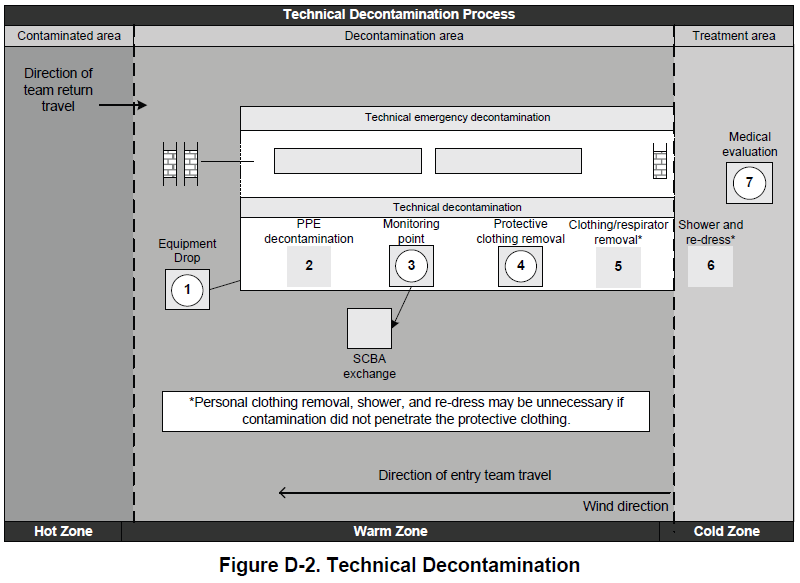 Technical Decontamination Process
Contaminated area
Decontamination area
Treatment area
Direction of
team return
travel
Technical emergency decontamination
Medical
evaluation
7
Technical decontamination
Equipment
Drop
1
PPE
decontamination
2
Monitoring
point
3
Protective
clothing removal
4
Clothing/respirator
removal*
5
Shower and
re-dress*
6
SCBA
exchange
*Personal clothing removal, shower, and re-dress may be unnecessary if
contamination did not penetrate the protective clothing.
Direction of entry team travel
Wind direction
Hot Zone
Warm Zone
Cold Zone
Figure D-2. Technical Decontamination